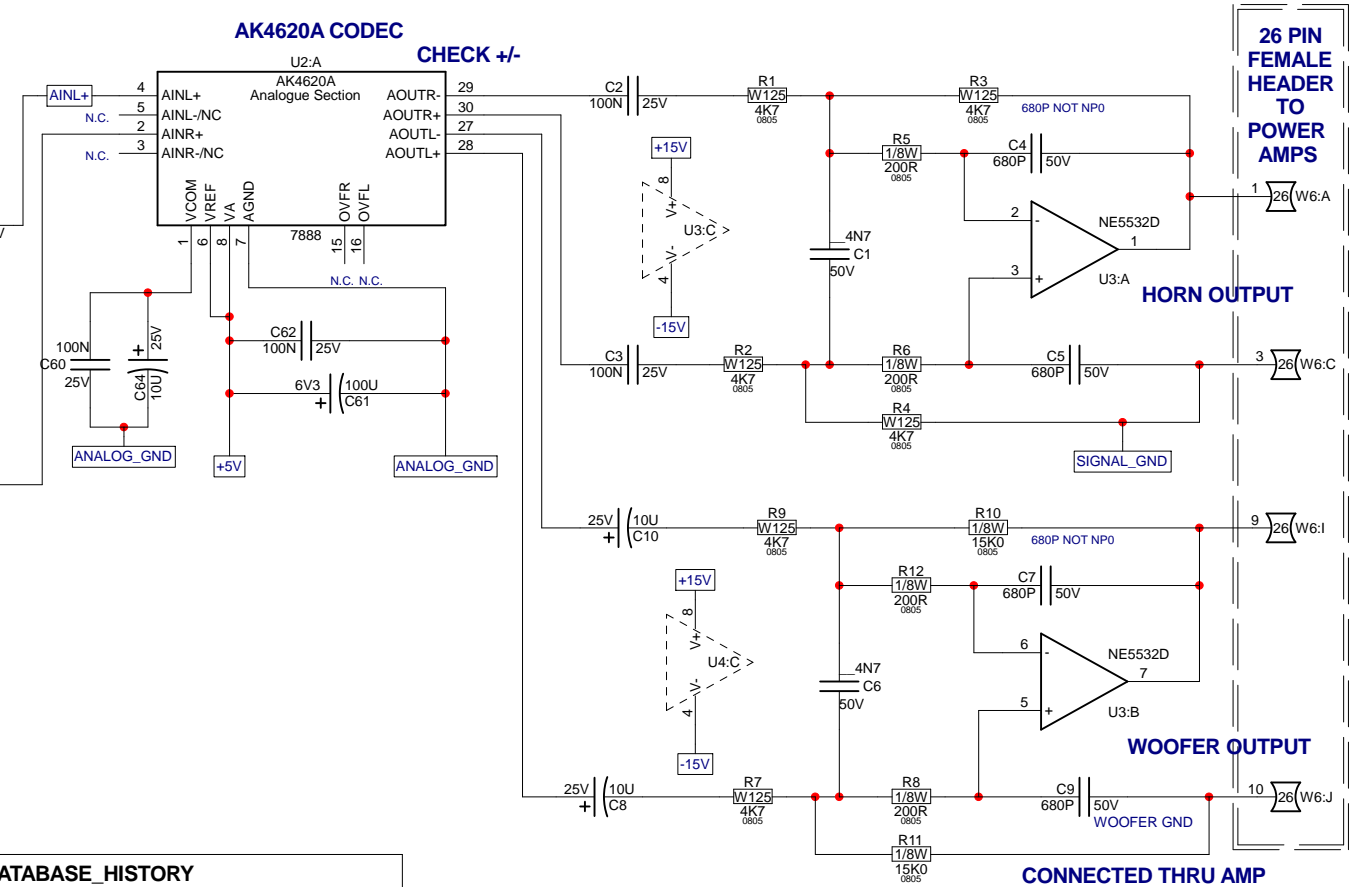 AK4620A CODEC
CHECK +/-
U2:A
AK4620A
Analogue Section
AINL+
4
AINL+
5
AINL-/NC
N.C.
2
AINR+
3
AINR-/NC
N.C.
AOUTR-
29
AOUTR+
30
AOUTL-
27
AOUTL+
28
VCOM
VREF
VA
AGND
OVFR
OVFL
7888
1
6
8
7
15
16
N.C.
N.C.
100N
C60
25V
+
25V
C64
10U
ANALOG_GND
C62
100N
25V
6V3
100U
+
C61
+5V
ANALOG_GND
C2
100N
25V
R1
W125
4K7
0805
R3
W125
4K7
0805
680P NOT NP0
R5
1/8W
200R
0805
C4
680P
50V
+15V
8
V+
U3:C
V-
4
-15V
4N7
C1
50V
2
-
NE5532D
1
3
+
U3:A
HORN OUTPUT
C3
100N
25V
R2
W125
4K7
0805
R6
1/8W
200R
0805
C5
680P
50V
R4
W125
4K7
0805
SIGNAL_GND
26 PIN
FEMALE
HEADER
TO
POWER
AMPS
1
26
W6:A
3
26
W6:C
9
26
W6:I
10
26
W6:J
25V
10U
+
C10
R9
W125
4K7
0805
R10
1/8W
15K0
0805
680P NOT NP0
R12
1/8W
200R
0805
C7
680P
50V
+15V
8
V+
U4:C
V-
4
-15V
4N7
C6
50V
6
-
NE5532D
7
5
+
U3:B
WOOFER OUTPUT
25V
10U
+
C8
R7
W125
4K7
0805
R8
1/8W
200R
0805
C9
680P
50V
WOOFER GND
R11
1/8W
15K0
0805
CONNECTED THRU AMP
ATABASE_HISTORY